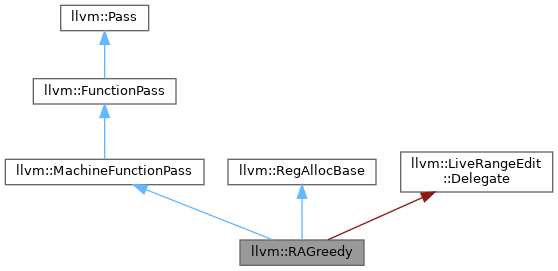 llvm::Pass
llvm::FunctionPass
llvm::MachineFunctionPass
llvm::RegAllocBase
llvm::LiveRangeEdit
::Delegate
llvm::RAGreedy